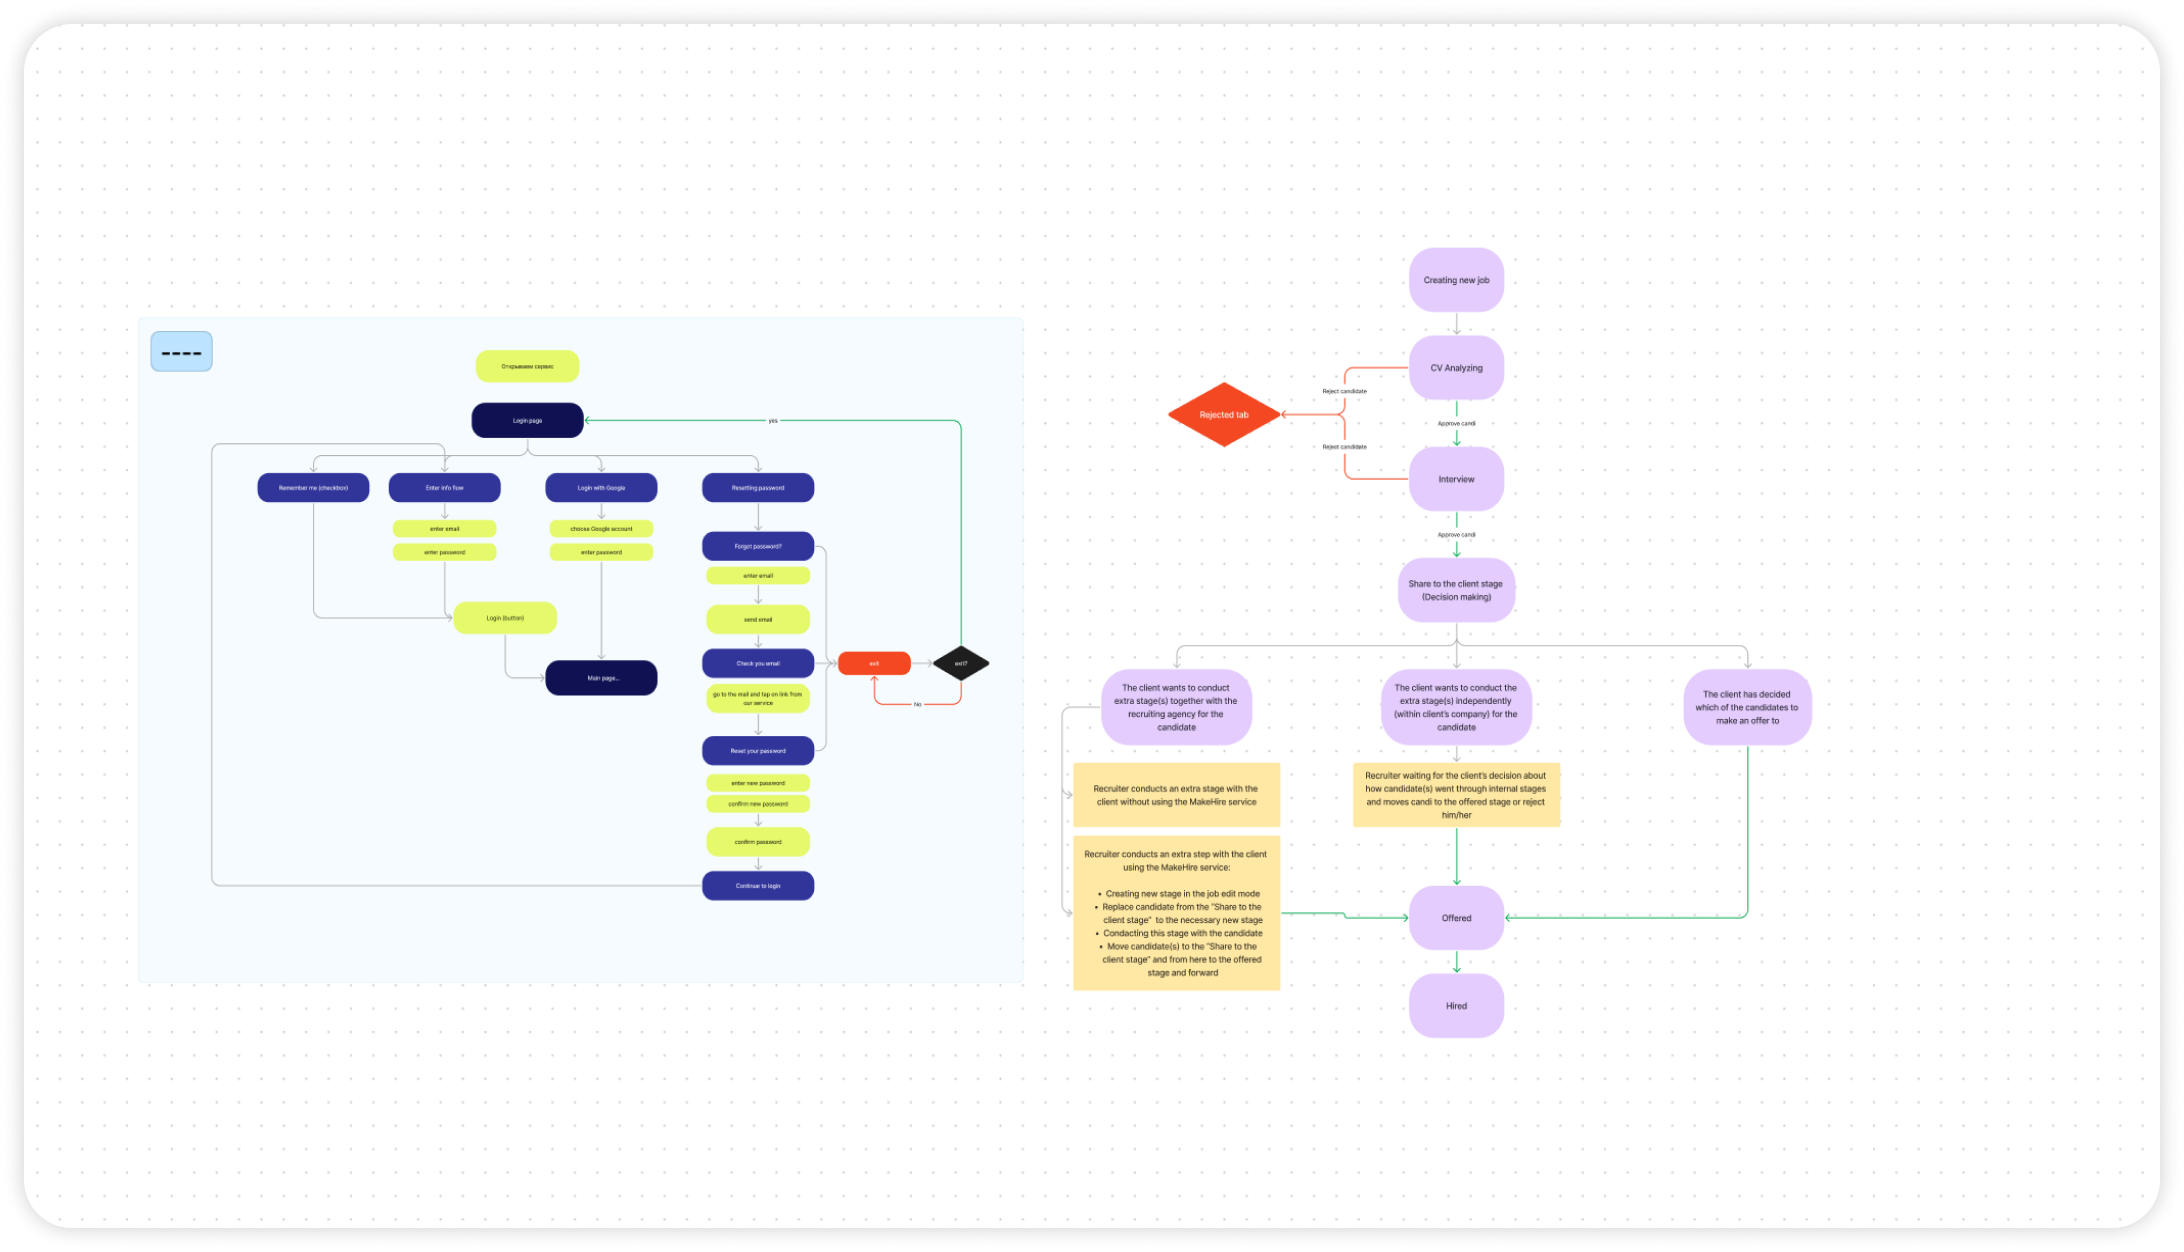 ----
Открываем сервис
Login page
yes
Remember me (checkbox)
Enter info flow
Login with Google
Resetting password
enter email
enter password
choose Google account
enter password
Forgot password?
enter email
send email
Login (button)
Check you email
exit
exit?
No
Main page...
go to the mail and tap on link from
our service
Reset your password
enter new password
confirm new password
confirm password
Continue to login
Creating new job
CV Analyzing
Reject candidate
Rejected tab
Approve candi
Reject candidate
Interview
Approve candi
Share to the client stage
(Decision making)
The client wants to conduct
extra stage(s) together with the
recruiting agency for the
candidate
The client wants to conduct the
extra stage(s) independently
(within client's company) for the
candidate
The client has decided
which of the candidates to
make an offer to
Recruiter conducts an extra stage with the
client without using the MakeHire service
Recruiter waiting for the client's decision about
how candidate(s) went through internal stages
and moves candi to the offered stage or reject
him/her
Recruiter conducts an extra step with the client
using the MakeHire service:
• Creating new stage in the job edit mode
• Replace candidate from the "Share to the
client stage" to the necessary new stage
• Condacting this stage with the candidate
• Move candidate(s) to the "Share to the
client stage" and from here to the offered
stage and forward
Offered
Hired